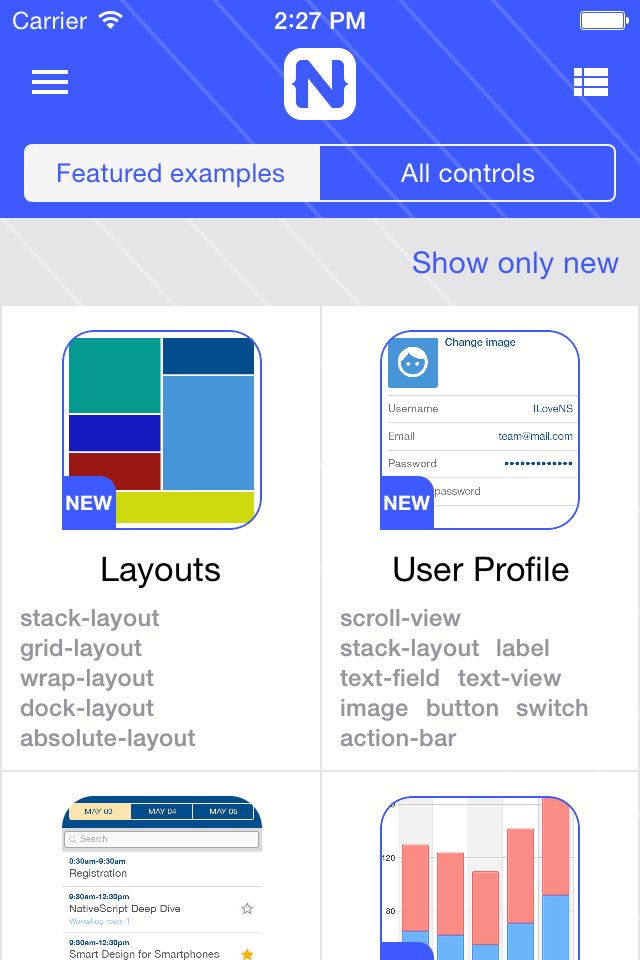 Carrier 2:27 PM
N
Featured examples All controls
Show only new
Change image
Username ILoveNS
Email team@mail.com
Password ••••••••••••
password
NEW
NEW
Layouts
User Profile
stack-layout
grid-layout
wrap-layout
dock-layout
absolute-layout
scroll-view
stack-layout label
text-field text-view
image button switch
action-bar
MAY 03 MAY 04 MAY 05
Search
8:30am-9:30am
Registration
9:30am-12:30pm
NativeScript Deep Dive
Workshop room 1
9:30am-12:30pm
Smart Design for Smartphones
120
80